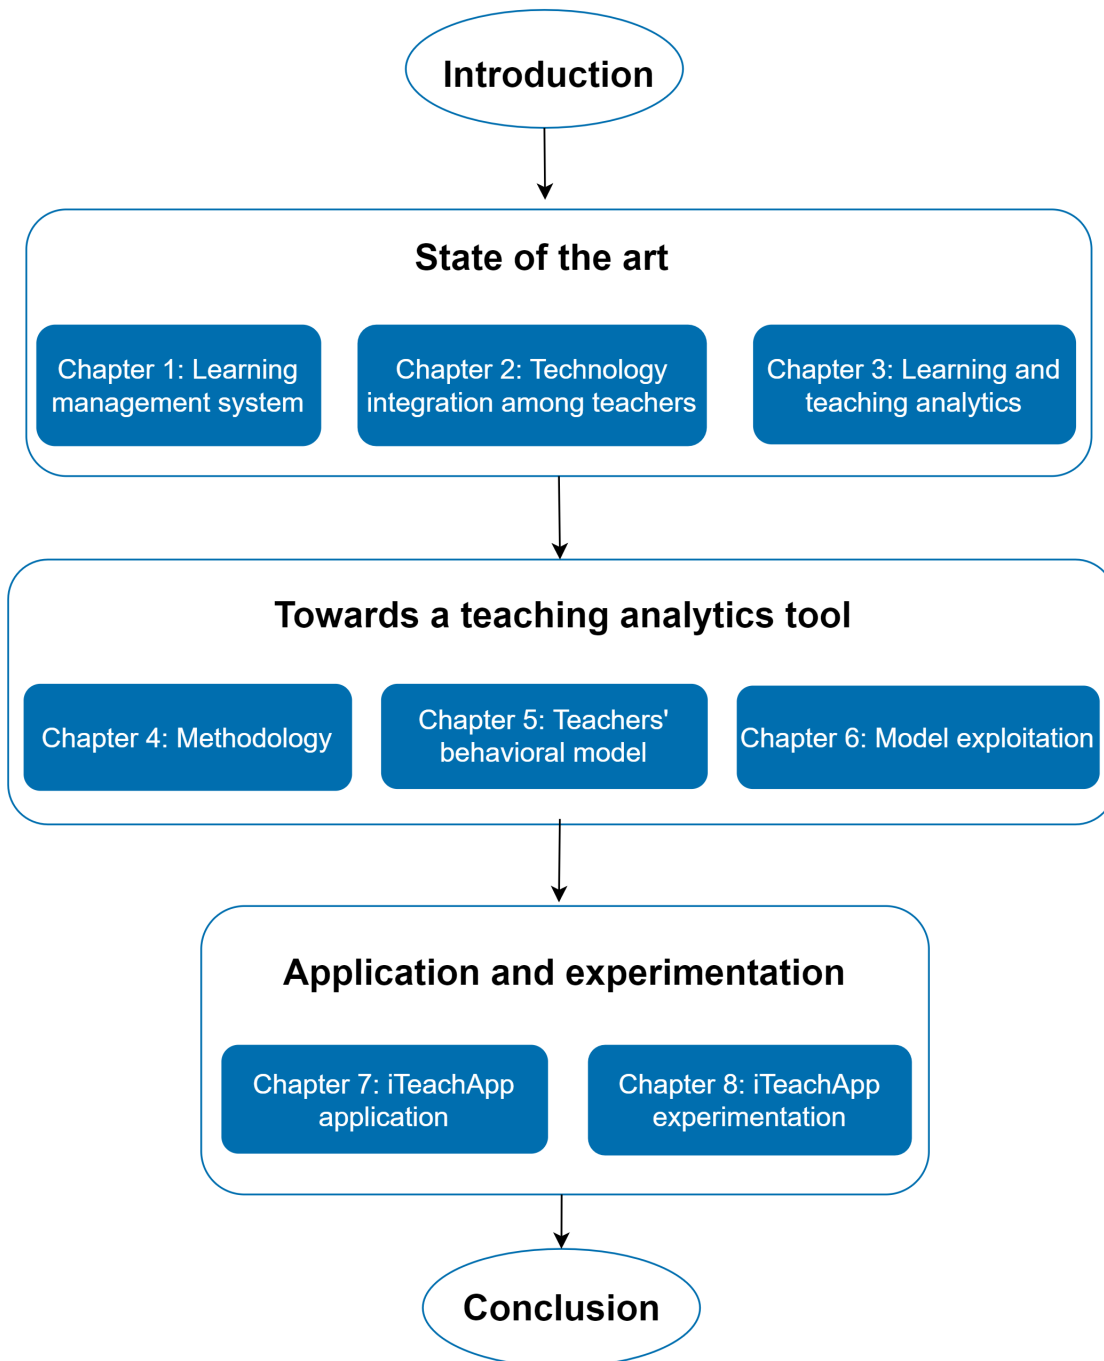 Introduction
State of the art
Chapter 1: Learning
management system
Chapter 2: Technology
integration among teachers
Chapter 3: Learning and
teaching analytics
Towards a teaching analytics tool
Chapter 4: Methodology
Chapter 5: Teachers'
behavioral model
Chapter 6: Model exploitation
Application and experimentation
Chapter 7: iTeachApp
application
Chapter 8: iTeachApp
experimentation
Conclusion